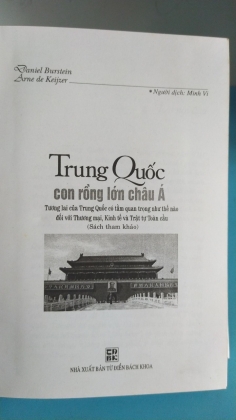 Daniel Burstein
Arne de Keijzer
* Người dịch: Minh Vi
Trung Quốc
con rồng lớn châu Á
Tương lai của Trung Quốc có tầm quan trọng như thế nào
đối với Thương mại, Kinh tế và Trật tự Toàn cầu
(Sách tham khảo)
NHÀ XUẤT BẢN TỪ ĐIỂN BÁCH KHOA